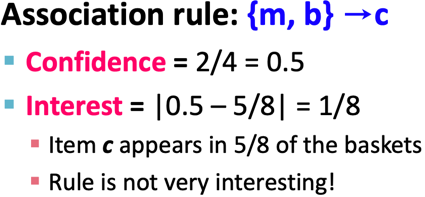 Association rule: {m, b} →c
Confidence = 2/4 = 0.5
Interest = |0.5 – 5/8| = 1/8
Item c appears in 5/8 of the baskets
Rule is not very interesting!